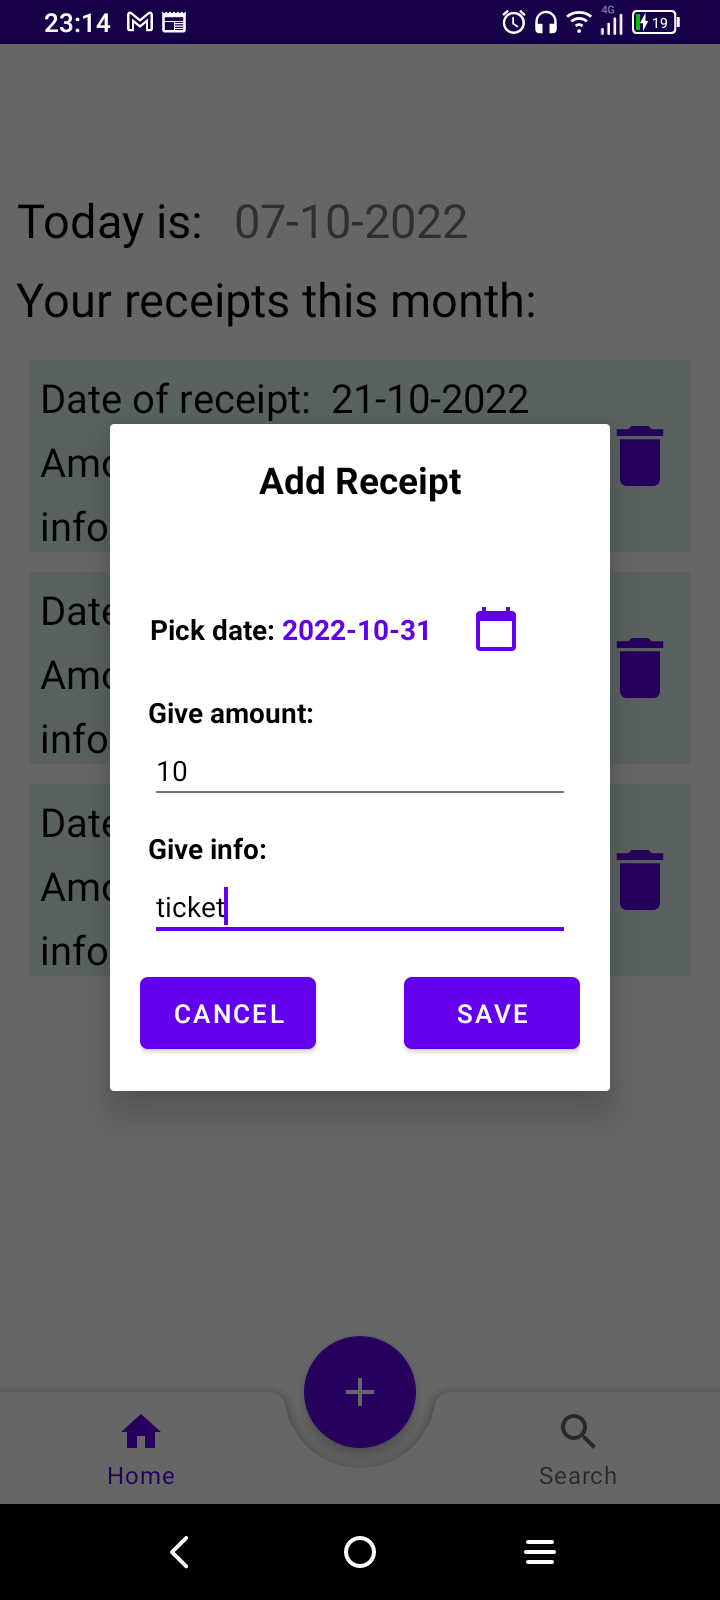 23:14
4G
19
Today is: 07-10-2022
Your receipts this month:
Date of receipt: 21-10-2022
Amo
info
Date
Amo
info
Date
Amo
info
Add Receipt
Pick date: 2022-10-31
Give amount:
10
Give info:
ticket
CANCEL SAVE
Home Search